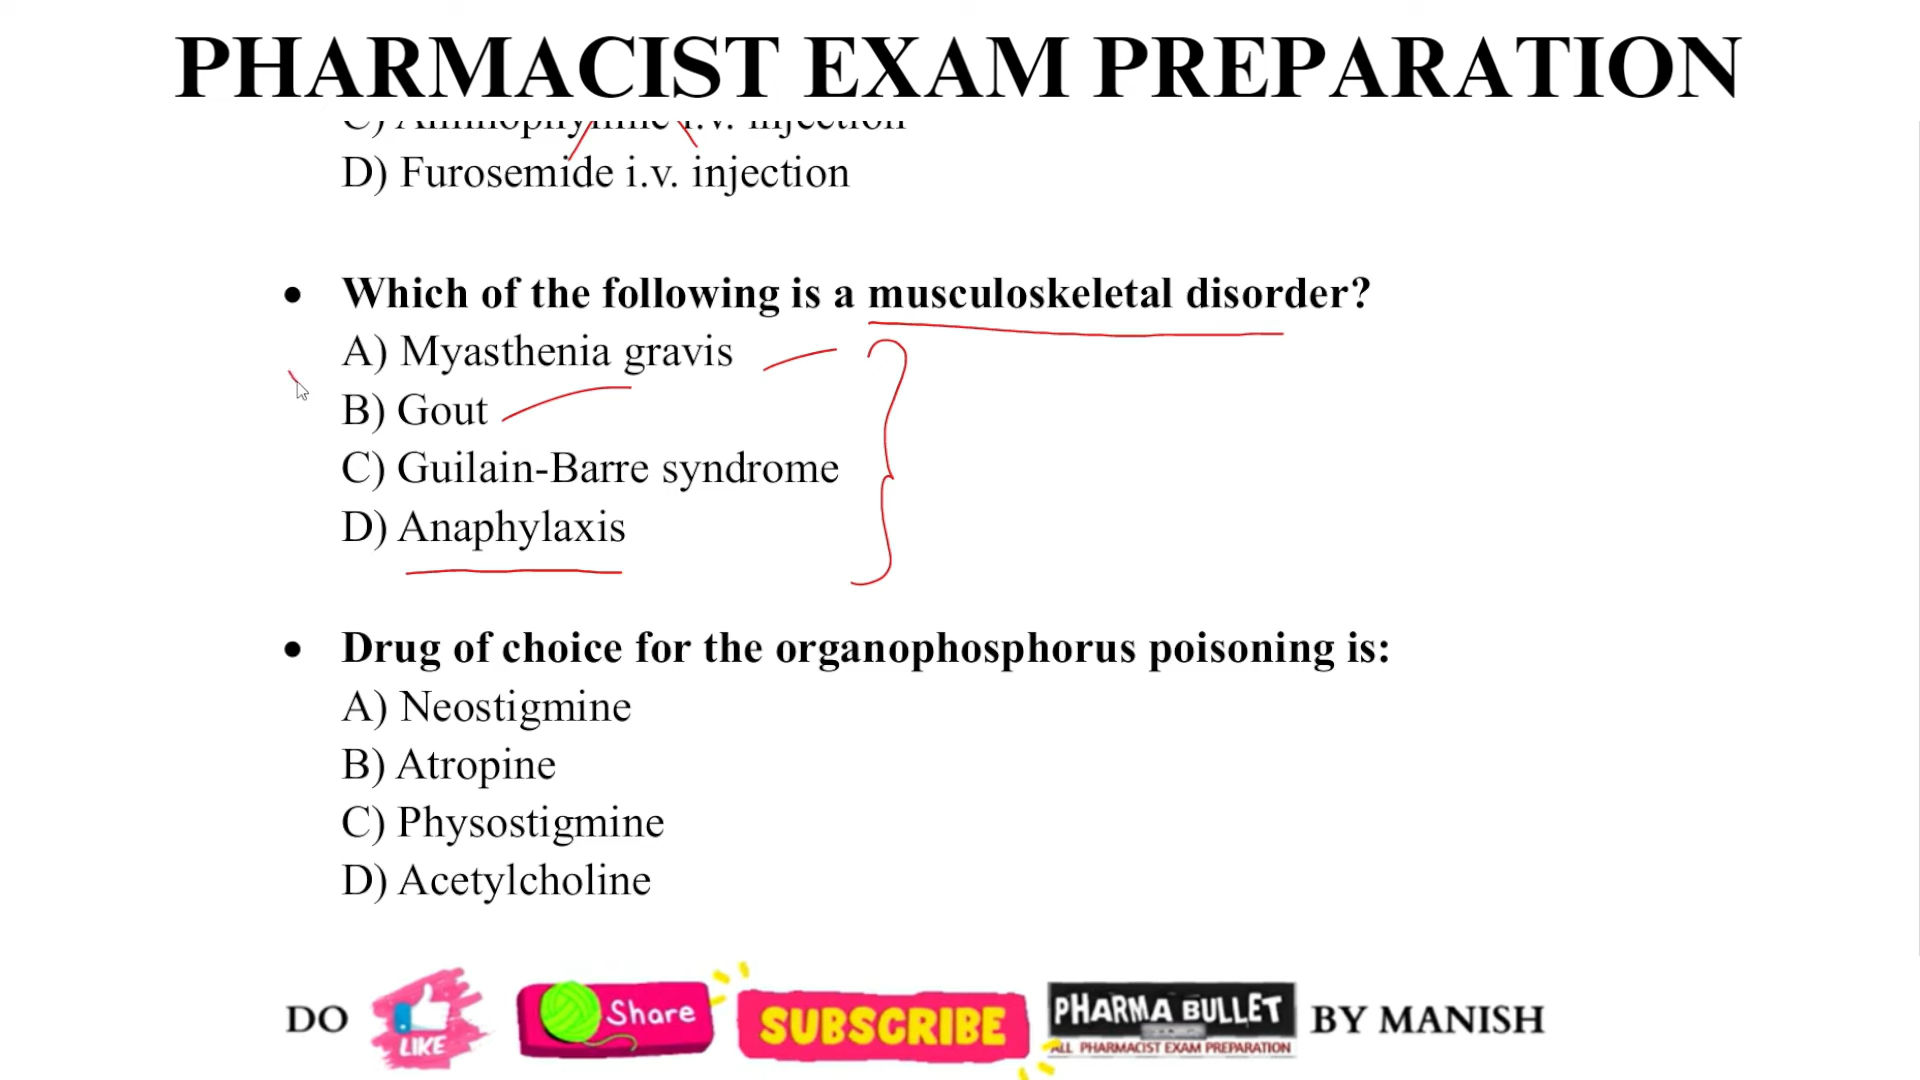 PHARMACIST EXAM PREPARATION
C) Aminophylline i.v. injection
D) Furosemide i.v. injection
• Which of the following is a musculoskeletal disorder?
A) Myasthenia gravis
B) Gout
C) Guilain-Barre syndrome
D) Anaphylaxis
• Drug of choice for the organophosphorus poisoning is:
A) Neostigmine
B) Atropine
C) Physostigmine
D) Acetylcholine
DO LIKE Share SUBSCRIBE PHARMA BULLET BY MANISH
ALL PHARMACIST EXAM PREPARATION